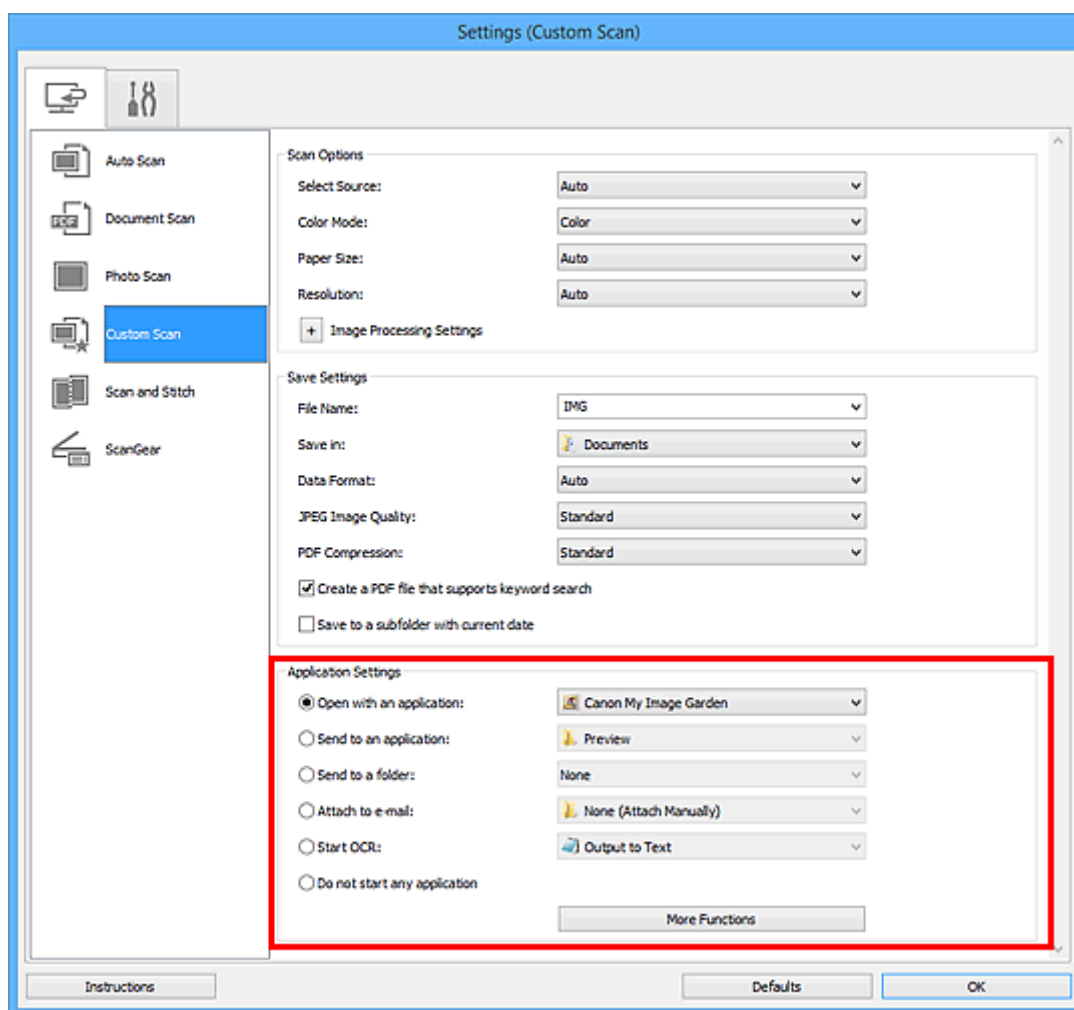 Settings (Custom Scan)
Auto Scan
PDF
Document Scan
Photo Scan
Custom Scan
Scan and Stitch
ScanGear
Scan Options
Select Source: Auto
Color Mode: Color
Paper Size: Auto
Resolution: Auto
+ Image Processing Settings
Save Settings
File Name: IMG
Save in: Documents
Data Format: Auto
JPEG Image Quality: Standard
PDF Compression: Standard
Create a PDF file that supports keyword search
Save to a subfolder with current date
Application Settings
Open with an application: Canon My Image Garden
Send to an application: Preview
Send to a folder: None
Attach to e-mail: None (Attach Manually)
Start OCR: Output to Text
Do not start any application
More Functions
Instructions Defaults OK